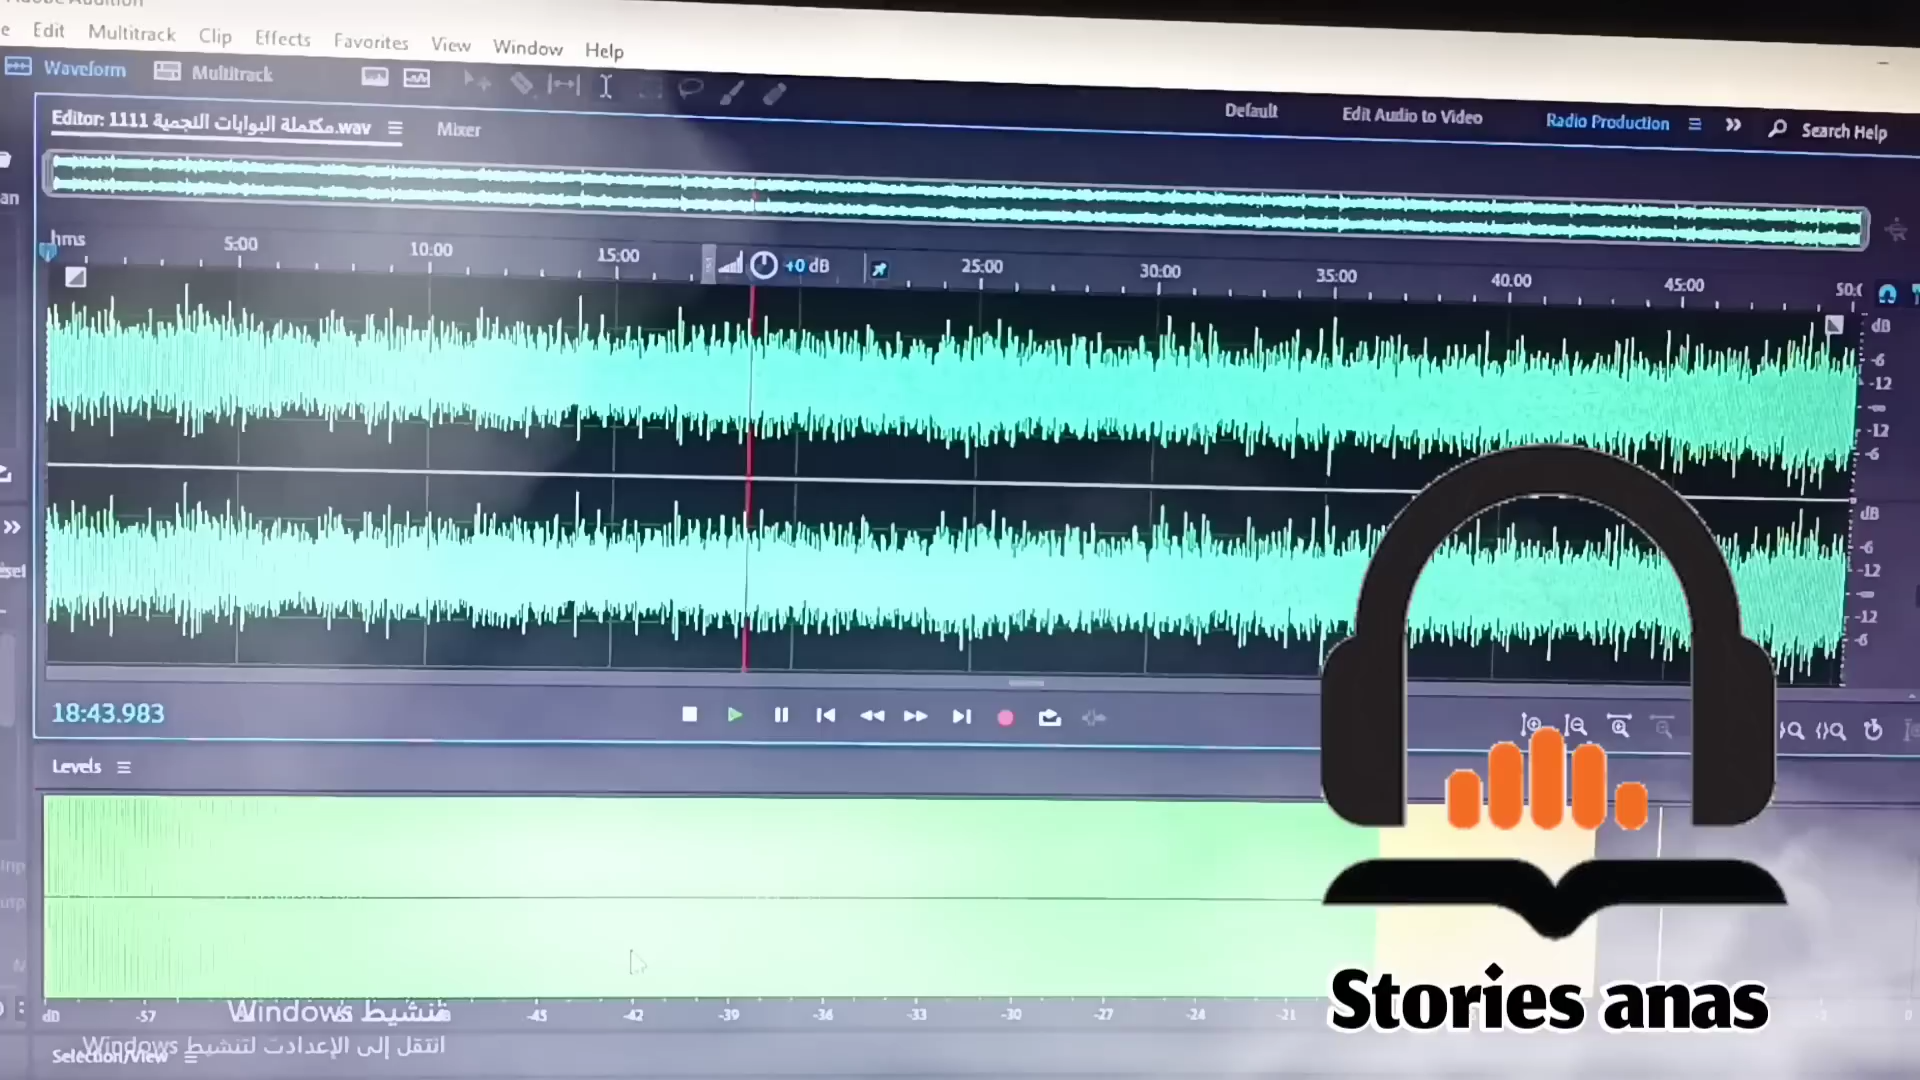 Adobe Audition
Edit Multitrack Clip Effects Favorites View Window Help
Waveform Multitrack
Default Edit Audio to Video Radio Production Search Help
Editor: 1111 مكتملة البوابات النجمية.wav Mixer
hms 5:00 10:00 15:00 +0 dB 25:00 30:00 35:00 40:00 45:00
dB
-6
-12
-∞
-12
-6
dB
-6
-12
-∞
-12
-6
18:43.983
Levels
dB -57 -45 -42 -39 -36 -33 -30 -27 -24 -21
تنشيط Windows
انتقل إلى الإعدادت لتنشيط Windows
Selection/View
Stories anas